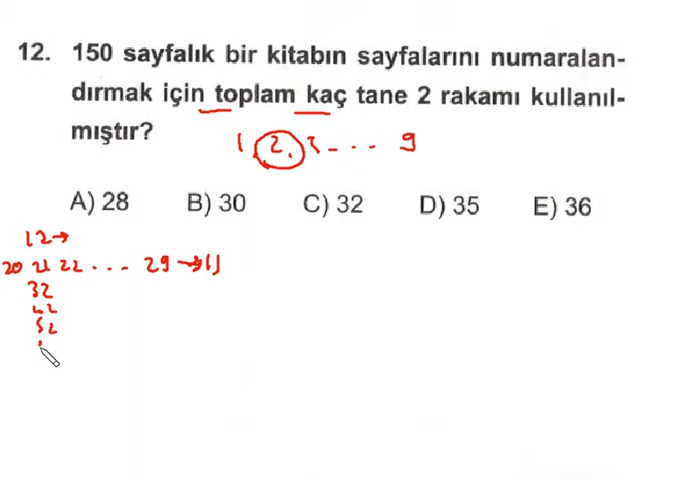 12. 150 sayfalık bir kitabın sayfalarını numaralan-
dırmak için toplam kaç tane 2 rakamı kullanıl-
mıştır?
1, 2, 3 - ... 9
A) 28 B) 30 C) 32 D) 35 E) 36
12 →
20 21 22 ... 29 → 11
32
42
52